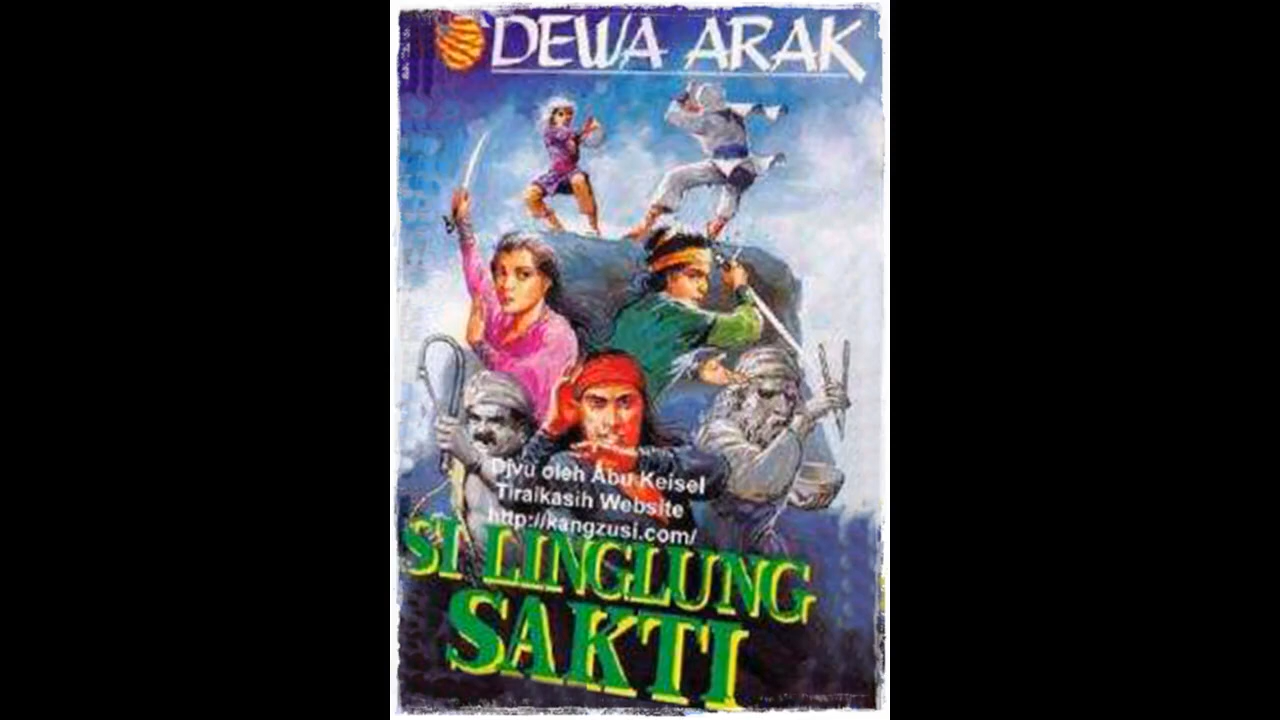 DEWA ARAK
Djvu oleh Abu Keisel
Tiraikasih Website
http://kangzusi.com/
SI LINGLUNG
SAKTI